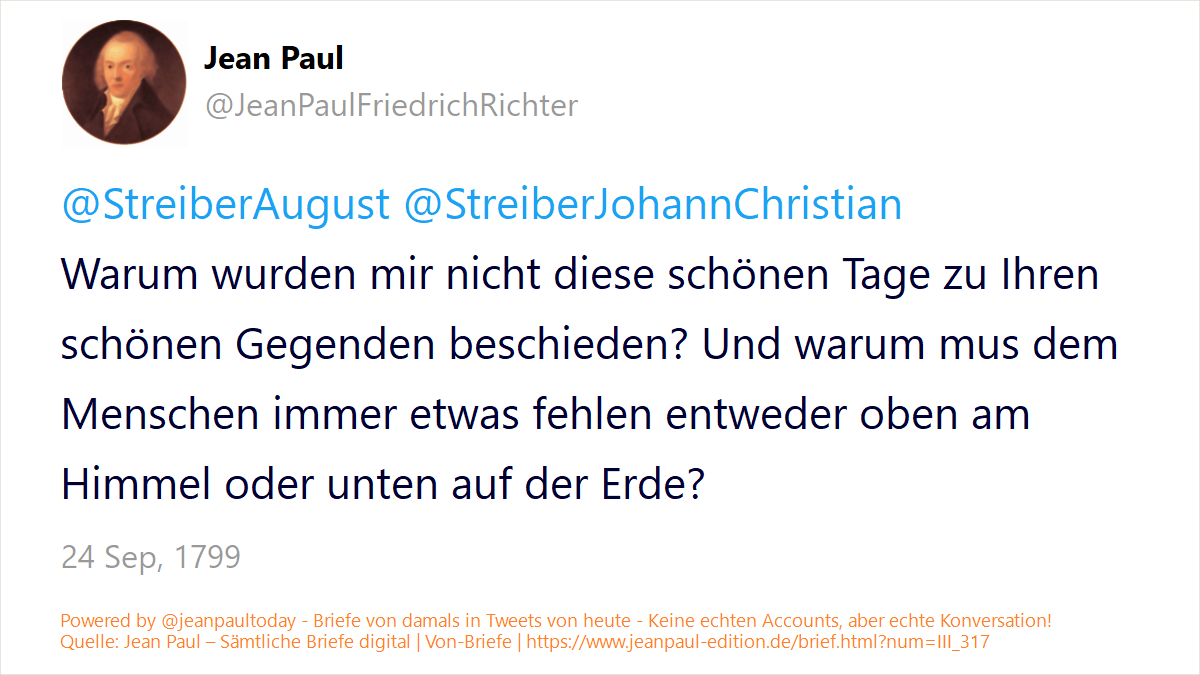 Jean Paul
@JeanPaulFriedrichRichter
@StreiberAugust @StreiberJohannChristian
Warum wurden mir nicht diese schönen Tage zu Ihren
schönen Gegenden beschieden? Und warum mus dem
Menschen immer etwas fehlen entweder oben am
Himmel oder unten auf der Erde?
24 Sep, 1799
Powered by @jeanpaultoday - Briefe von damals in Tweets von heute - Keine echten Accounts, aber echte Konversation!
Quelle: Jean Paul – Sämtliche Briefe digital | Von-Briefe | https://www.jeanpaul-edition.de/brief.html?num=III_317